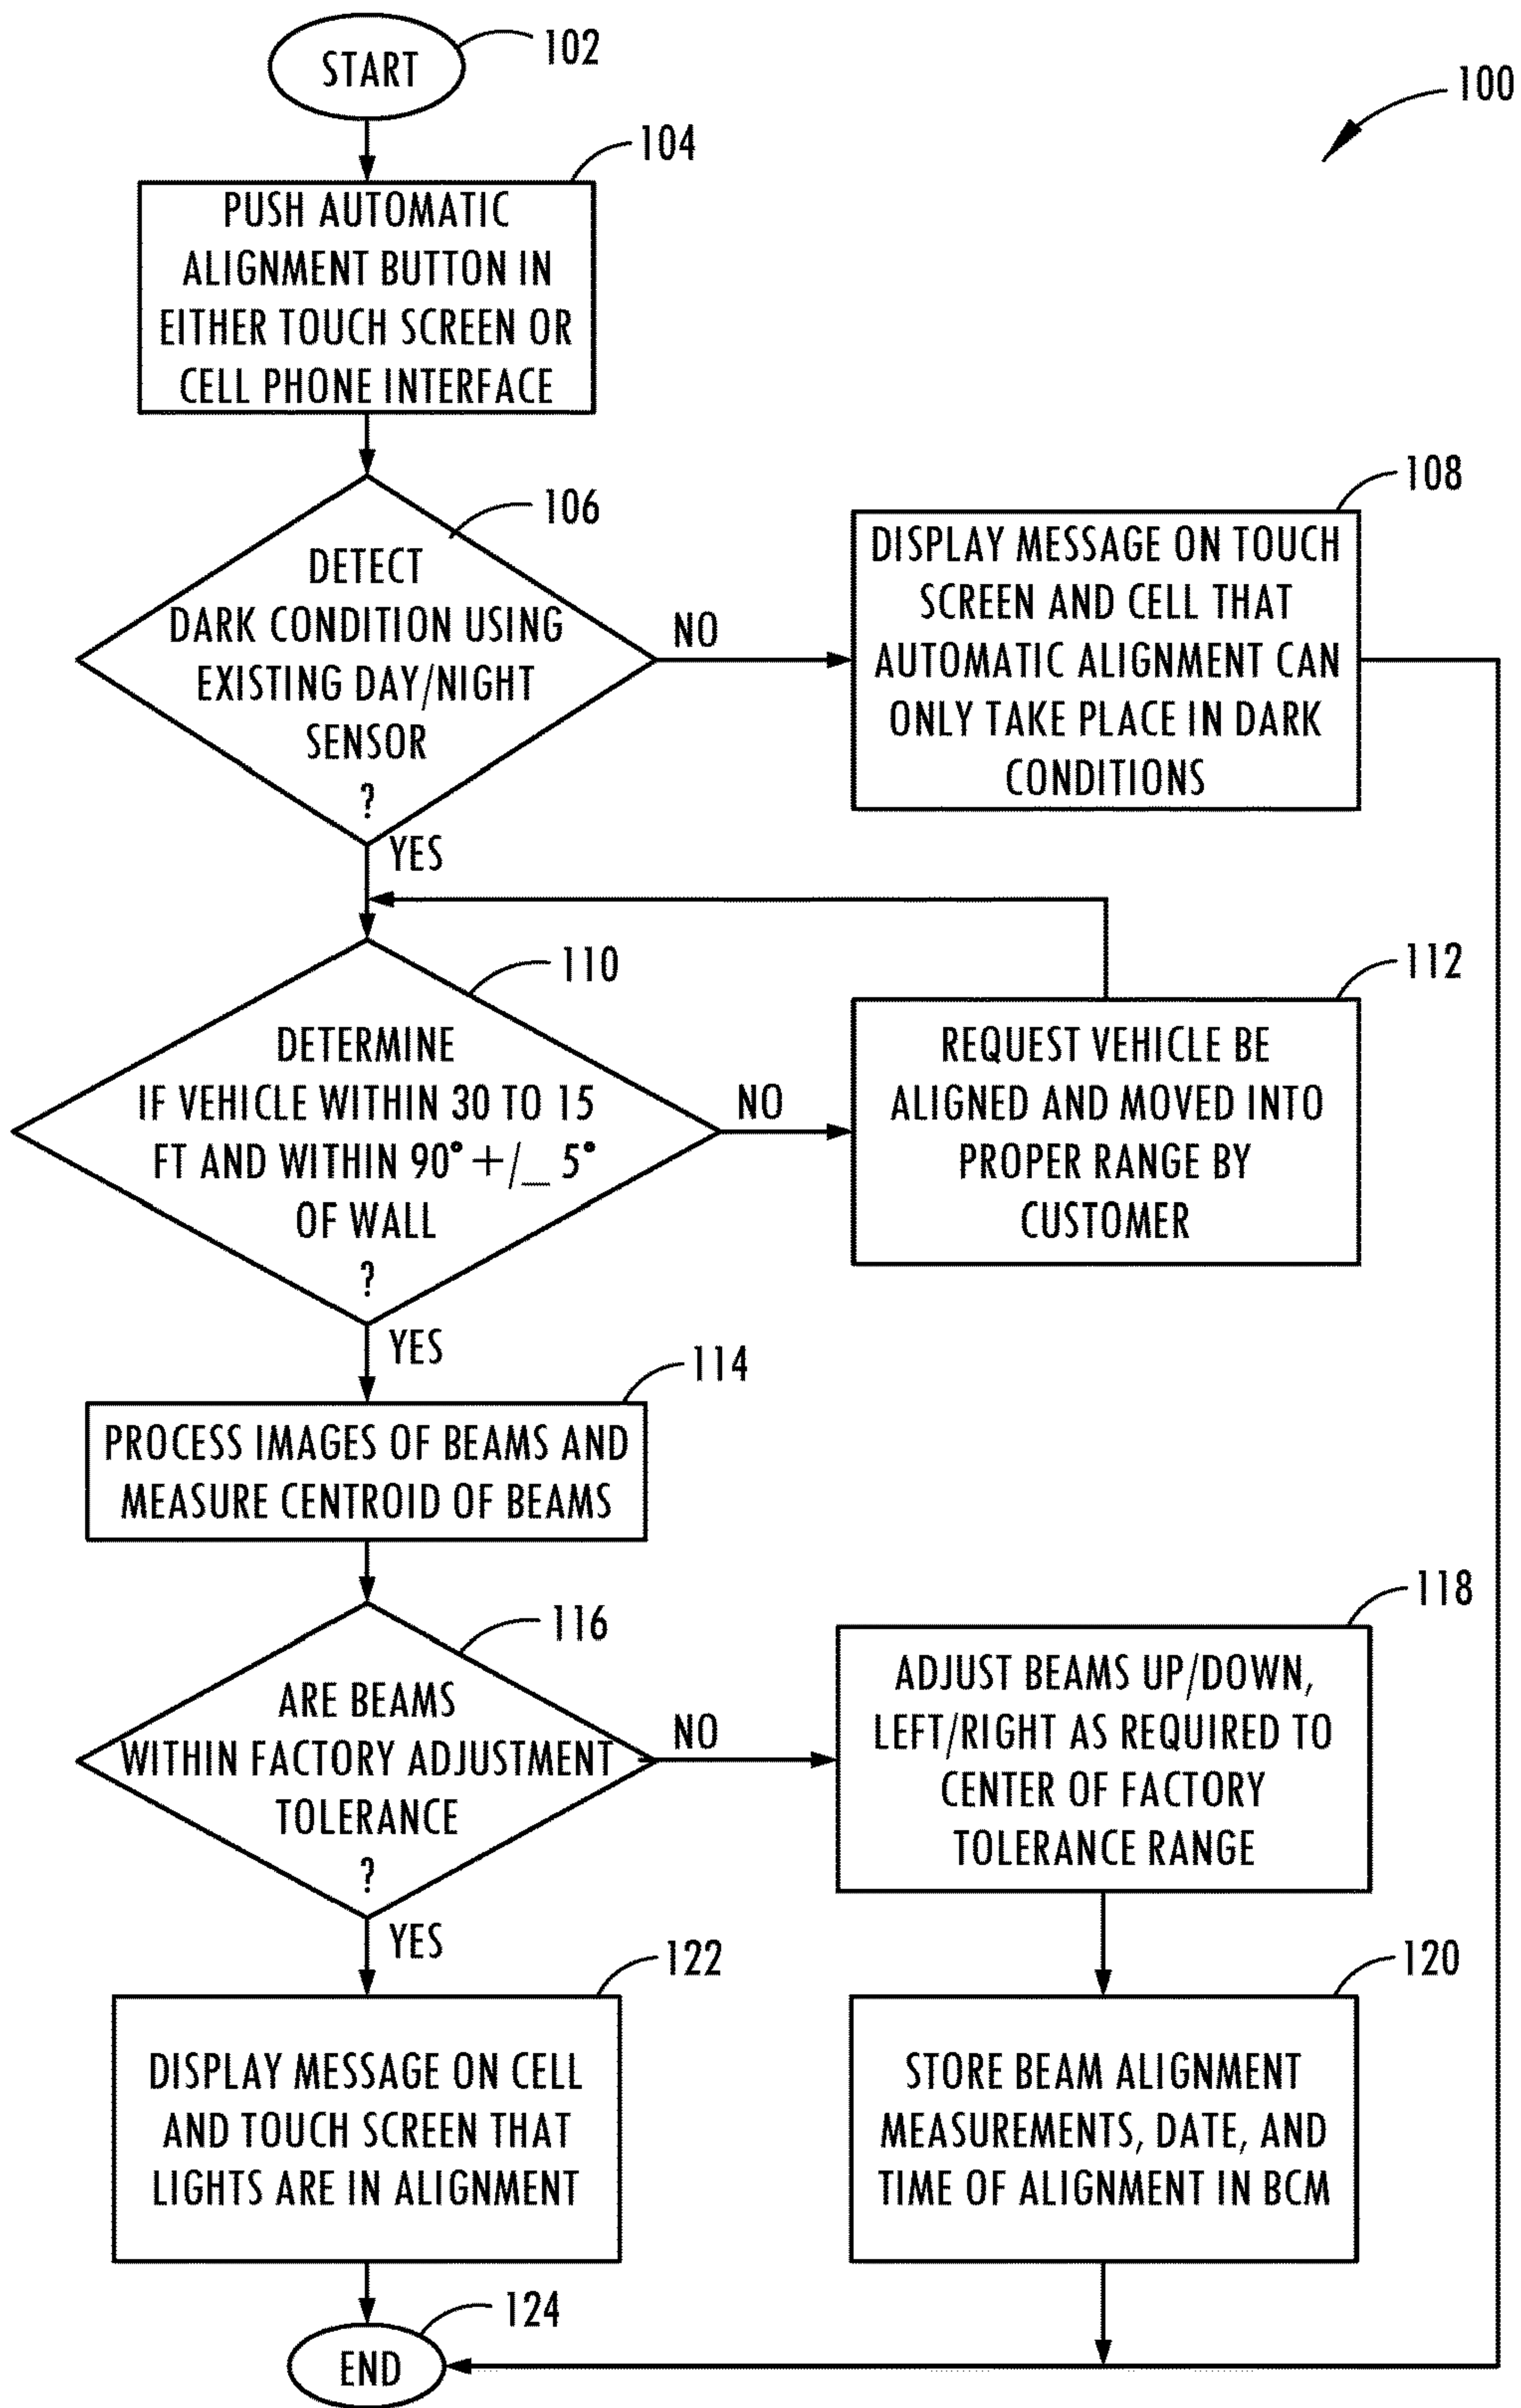 START
102
100
104
PUSH AUTOMATIC
ALIGNMENT BUTTON IN
EITHER TOUCH SCREEN OR
CELL PHONE INTERFACE
106
DETECT
DARK CONDITION USING
EXISTING DAY/NIGHT
SENSOR
?
NO
YES
108
DISPLAY MESSAGE ON TOUCH
SCREEN AND CELL THAT
AUTOMATIC ALIGNMENT CAN
ONLY TAKE PLACE IN DARK
CONDITIONS
110
DETERMINE
IF VEHICLE WITHIN 30 TO 15
FT AND WITHIN 90° +/_ 5°
OF WALL
?
NO
YES
112
REQUEST VEHICLE BE
ALIGNED AND MOVED INTO
PROPER RANGE BY
CUSTOMER
114
PROCESS IMAGES OF BEAMS AND
MEASURE CENTROID OF BEAMS
116
ARE BEAMS
WITHIN FACTORY ADJUSTMENT
TOLERANCE
?
NO
YES
118
ADJUST BEAMS UP/DOWN,
LEFT/RIGHT AS REQUIRED TO
CENTER OF FACTORY
TOLERANCE RANGE
122
DISPLAY MESSAGE ON CELL
AND TOUCH SCREEN THAT
LIGHTS ARE IN ALIGNMENT
120
STORE BEAM ALIGNMENT
MEASUREMENTS, DATE, AND
TIME OF ALIGNMENT IN BCM
124
END